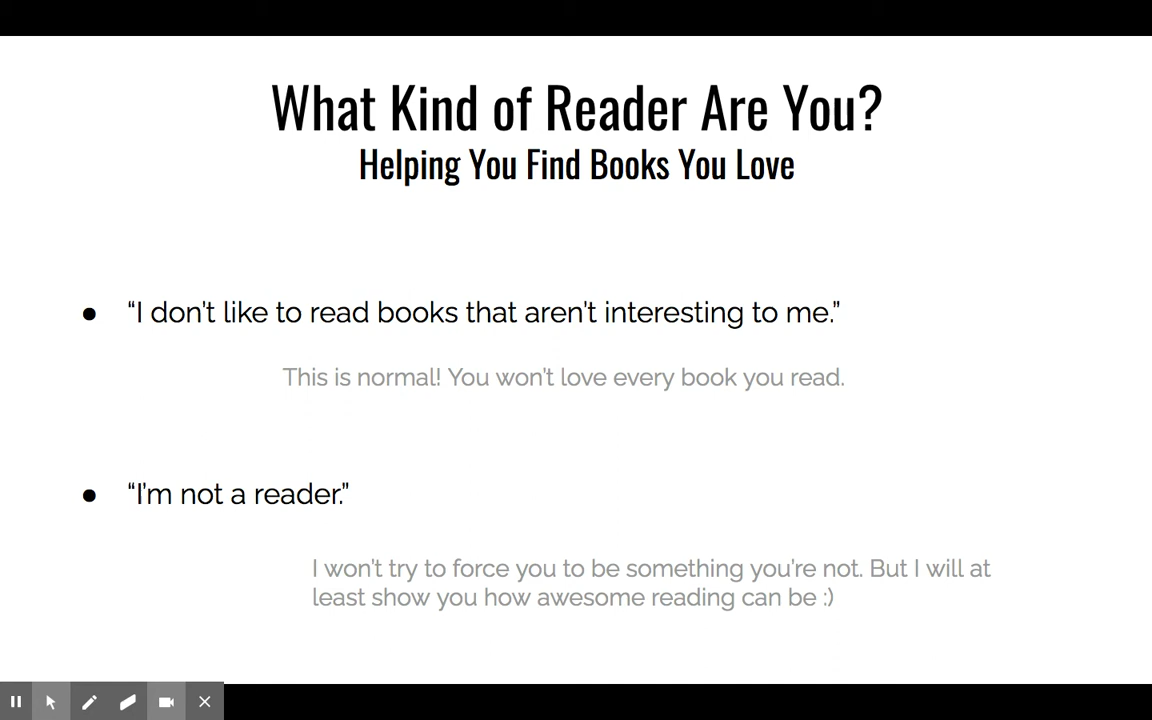 What Kind of Reader Are You?
Helping You Find Books You Love
● “I don’t like to read books that aren’t interesting to me.”
This is normal! You won’t love every book you read.
● “I’m not a reader.”
I won’t try to force you to be something you’re not. But I will at
least show you how awesome reading can be :)